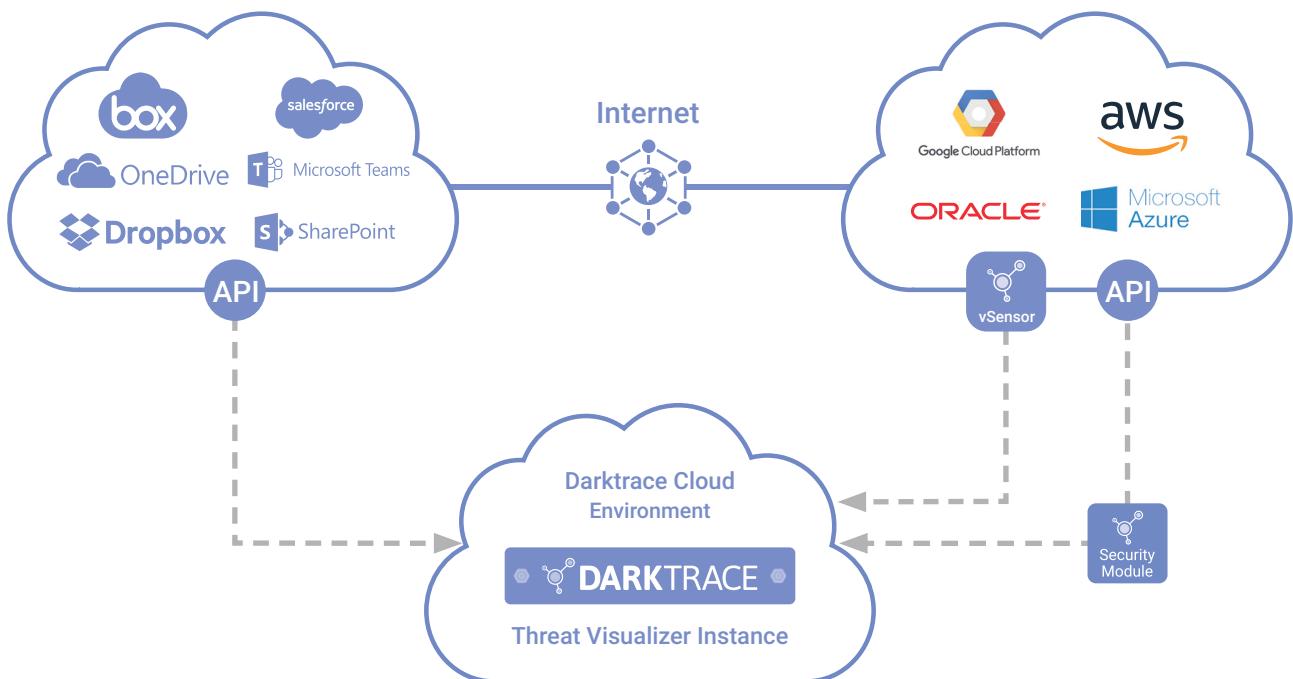 box
salesforce
OneDrive
T
Microsoft Teams
Dropbox
S
SharePoint
API
Internet
Google Cloud Platform
aws
ORACLE®
Microsoft
Azure
vSensor
API
Darktrace Cloud
Environment
DARKTRACE
Threat Visualizer Instance
Security
Module